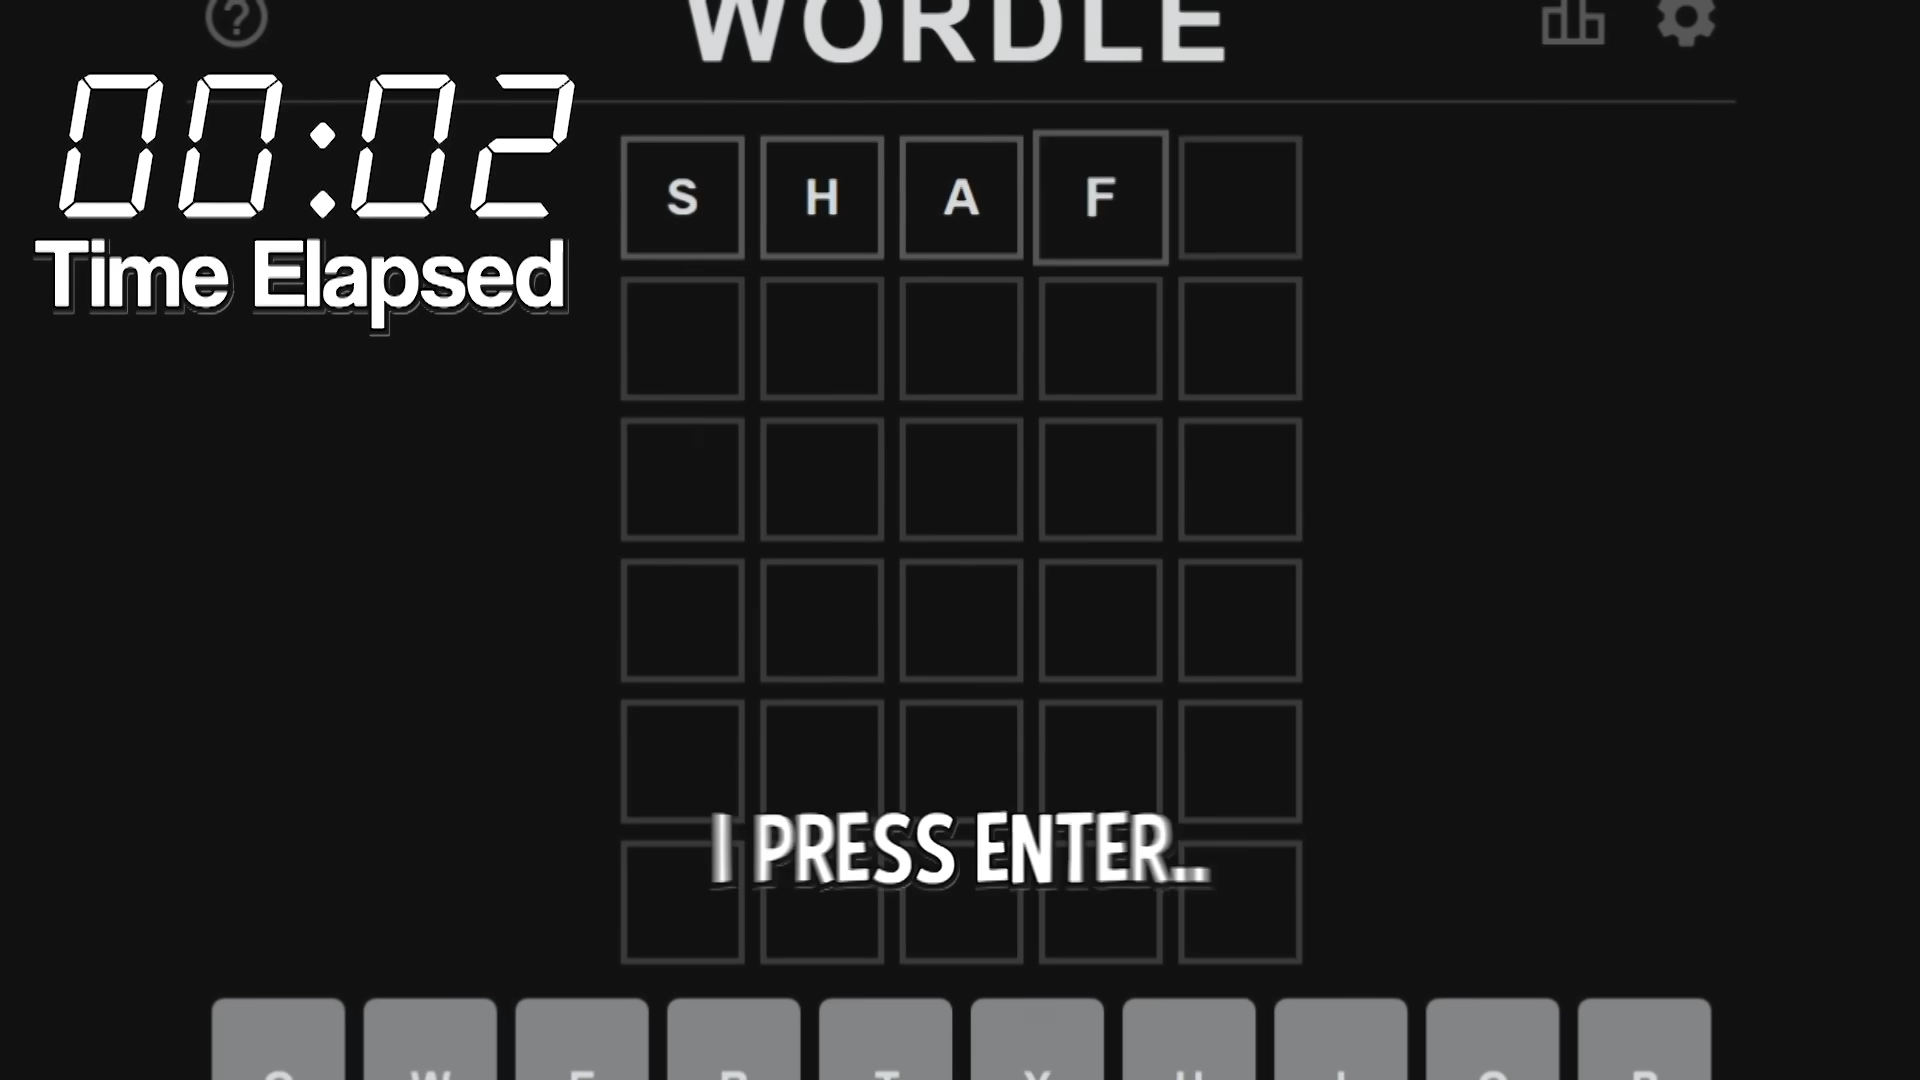 WORDLE
00:02
Time Elapsed
S H A F
I PRESS ENTER...